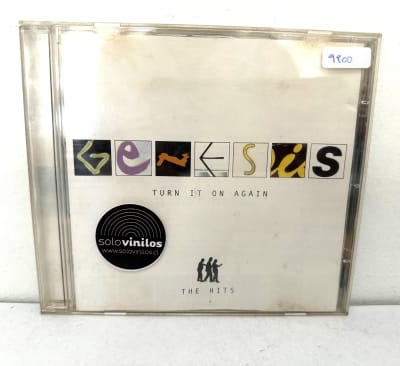 9900
GENESIS
TURN IT ON AGAIN
solovinilos
www.solovinilos.cl
THE HITS